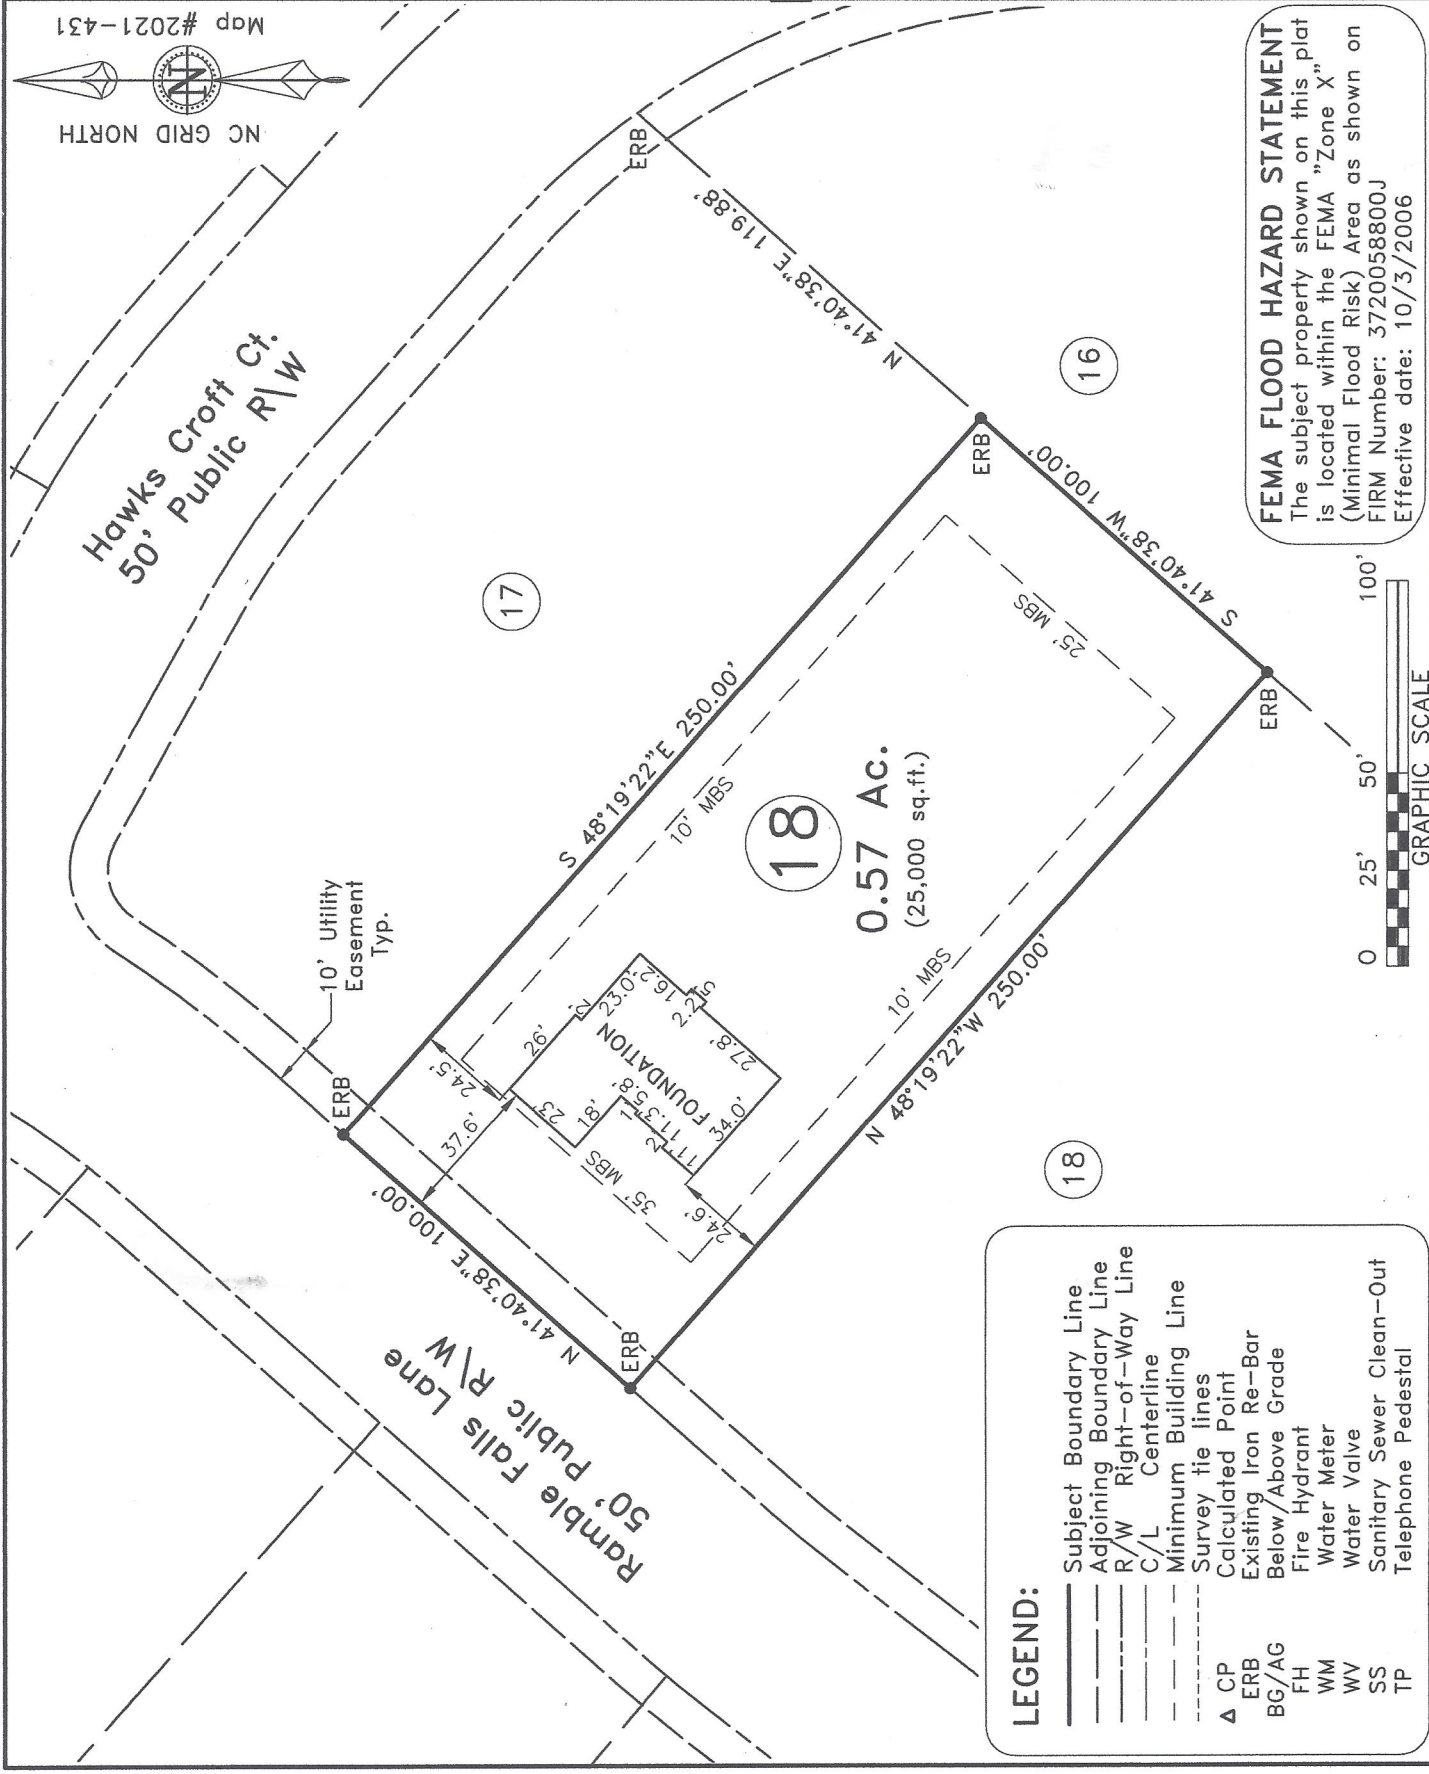 NC GRID NORTH
N
Map #2021-431
Hawks Croft Ct.
50' Public R\W
10' Utility
Easement
Typ.
Ramble Falls Lane
50' Public R\W
ERB
ERB
ERB
ERB
ERB
N 41°40'38"E 100.00'
S 48°19'22"E 250.00'
S 41°40'38"W 100.00'
N 48°19'22"W 250.00'
N 41°40'38"E 119.88'
17
16
18
18
0.57 Ac.
(25,000 sq.ft.)
10' MBS
10' MBS
25' MBS
35' MBS
24.5'
37.6'
24.6'
FOUNDATION
26'
2'
23.0'
16.2'
2.2'
.5'
27.8'
34.0'
11'
2'
11.3'
1'
5.8'
18'
23'
LEGEND:
Subject Boundary Line
Adjoining Boundary Line
R/W Right-of-Way Line
C/L Centerline
Minimum Building Line
Survey tie lines
CP Calculated Point
ERB Existing Iron Re-Bar
BG/AG Below/Above Grade
FH Fire Hydrant
WM Water Meter
WV Water Valve
SS Sanitary Sewer Clean-Out
TP Telephone Pedestal
0 25' 50' 100'
GRAPHIC SCALE
FEMA FLOOD HAZARD STATEMENT
The subject property shown on this plat
is located within the FEMA "Zone X"
(Minimal Flood Risk) Area as shown on
FIRM Number: 3720058800J
Effective date: 10/3/2006